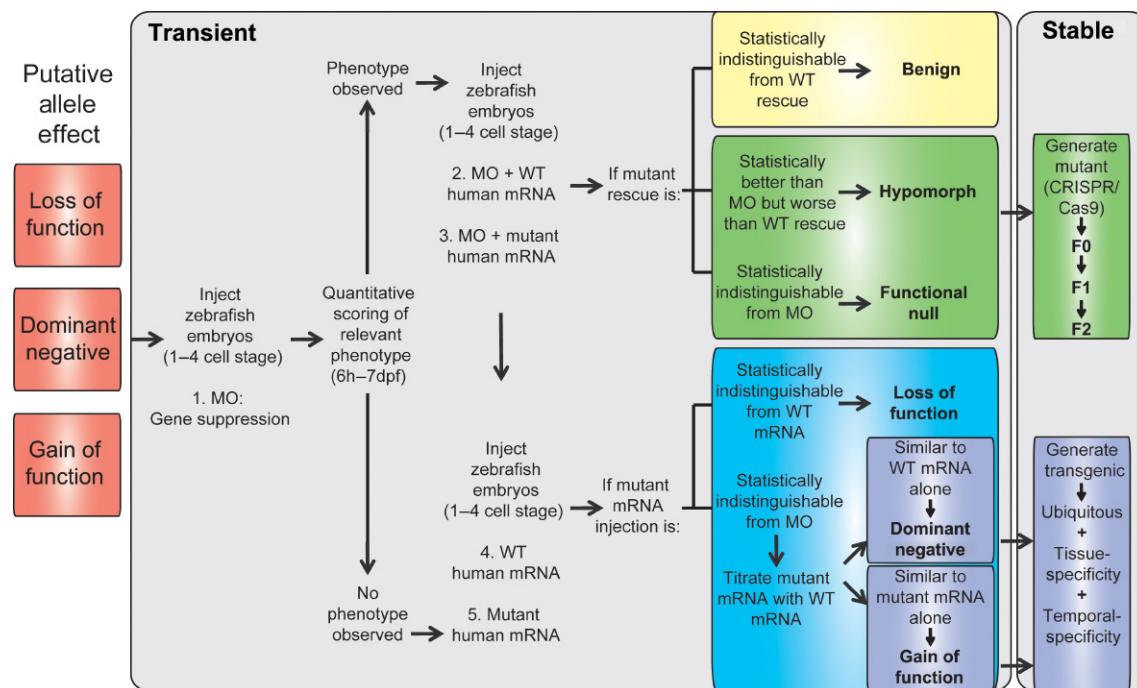 Transient
Stable
Putative
allele
effect
Loss of
function
Dominant
negative
Gain of
function
Inject
zebrafish
embryos
(1–4 cell stage)
1. MO:
Gene suppression
Phenotype
observed
Quantitative
scoring of
relevant
phenotype
(6h–7dpf)
No
phenotype
observed
Inject
zebrafish
embryos
(1–4 cell stage)
2. MO + WT
human mRNA
3. MO + mutant
human mRNA
If mutant
rescue is:
Statistically
indistinguishable
from WT
rescue
Benign
Statistically
better than
MO but worse
than WT rescue
Hypomorph
Statistically
indistinguishable
from MO
Functional
null
Generate
mutant
(CRISPR/
Cas9)
F0
F1
F2
Inject
zebrafish
embryos
(1–4 cell stage)
4. WT
human mRNA
5. Mutant
human mRNA
If mutant
mRNA
injection is:
Statistically
indistinguishable
from WT
mRNA
Loss of
function
Statistically
indistinguishable
from MO
Titrate mutant
mRNA with WT
mRNA
Similar to
WT mRNA
alone
Dominant
negative
Similar to
mutant mRNA
alone
Gain of
function
Generate
transgenic
Ubiquitous
+
Tissue-
specificity
+
Temporal-
specificity